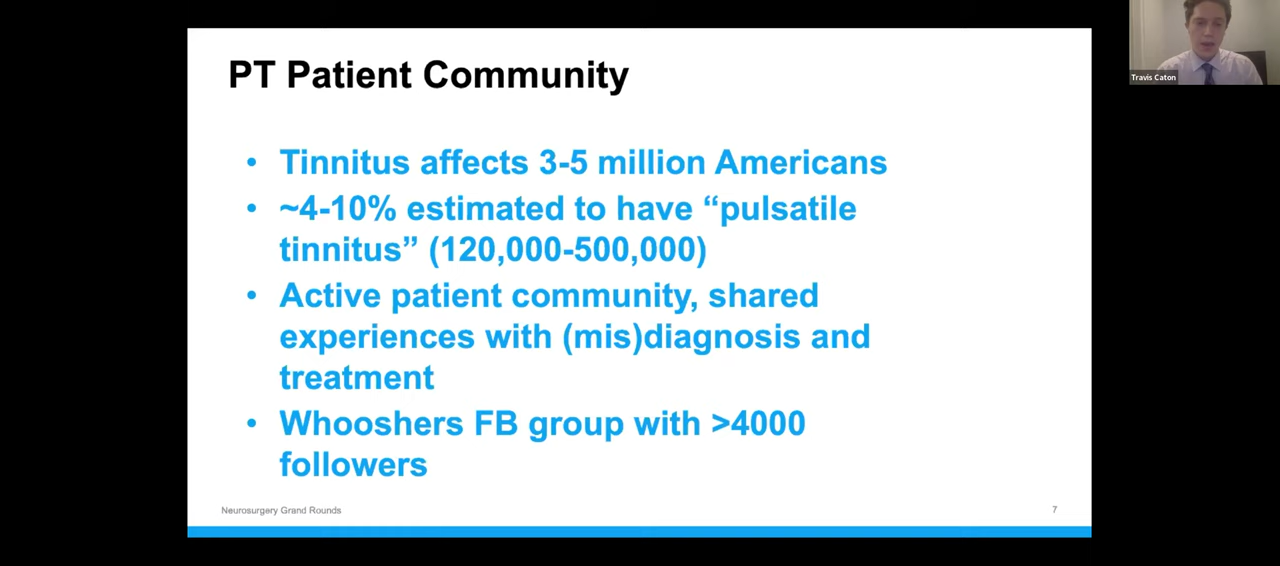 PT Patient Community
• Tinnitus affects 3-5 million Americans
• ~4-10% estimated to have “pulsatile
tinnitus” (120,000-500,000)
• Active patient community, shared
experiences with (mis)diagnosis and
treatment
• Whooshers FB group with >4000
followers
Neurosurgery Grand Rounds
7
Travis Caton